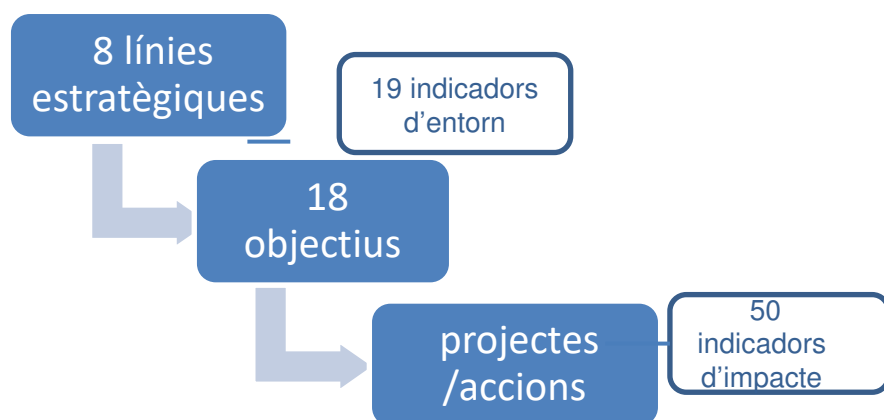 8 línies
estratègiques
19 indicadors
d’entorn
18
objectius
projectes
/accions
50
indicadors
d’impacte